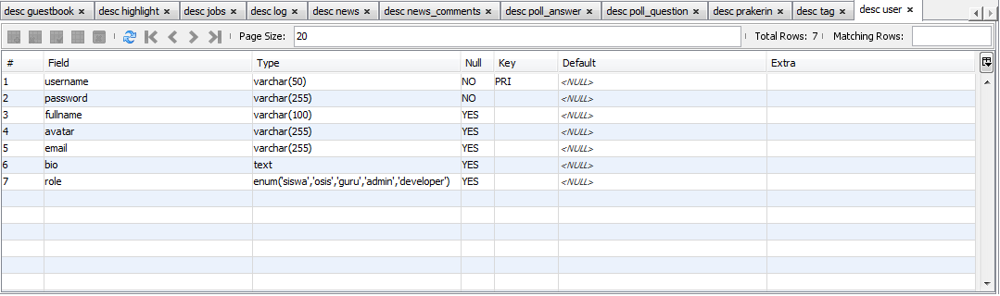 desc guestbook desc highlight desc jobs desc log desc news desc news_comments desc poll_answer desc poll_question desc prakerin desc tag desc user
Page Size: 20 Total Rows: 7 Matching Rows:
# Field Type Null Key Default Extra
1 username varchar(50) NO PRI <NULL>
2 password varchar(255) NO <NULL>
3 fullname varchar(100) YES <NULL>
4 avatar varchar(255) YES <NULL>
5 email varchar(255) YES <NULL>
6 bio text YES <NULL>
7 role enum('siswa','osis','guru','admin','developer') YES <NULL>